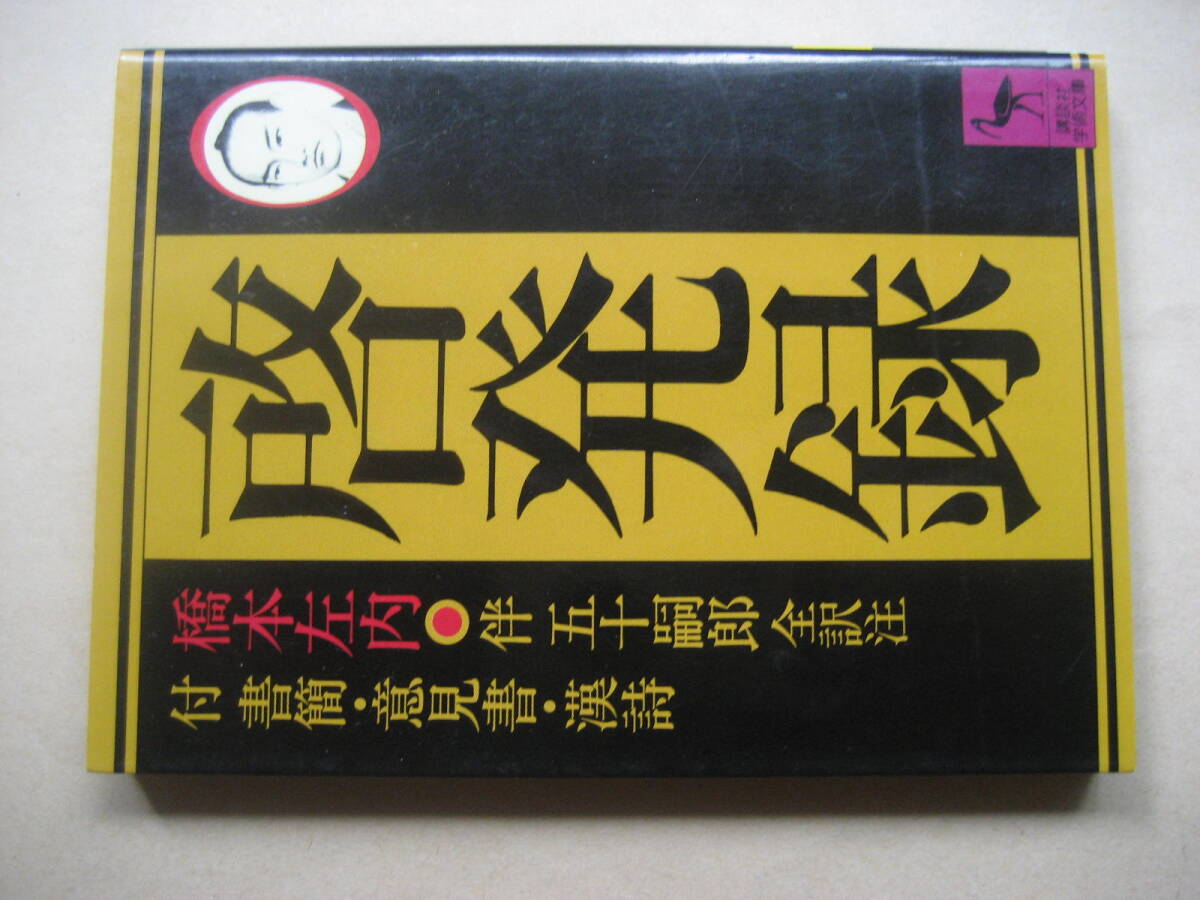 講談社
学術文庫
啓発録
橋本左内 伴 五十嗣郎 全訳注
付 書簡・意見書・漢詩